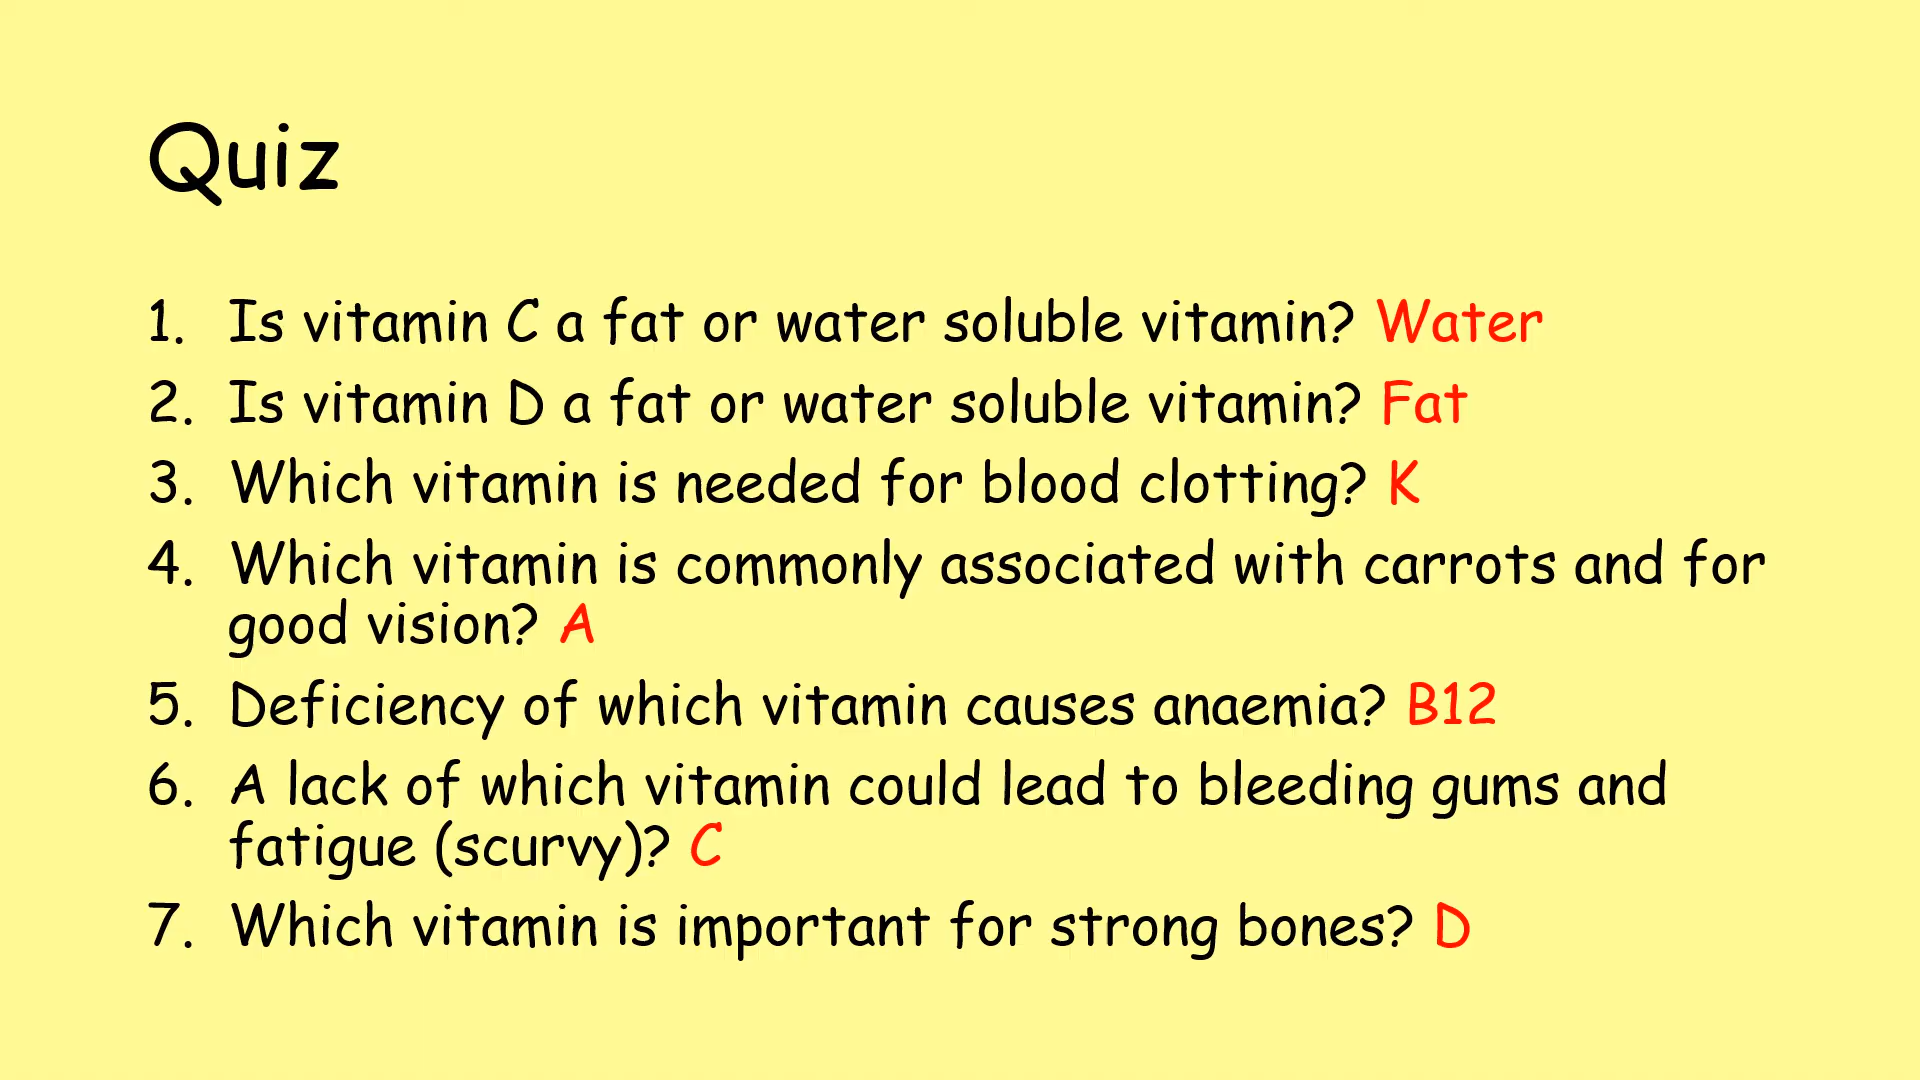 Quiz
1. Is vitamin C a fat or water soluble vitamin? Water
2. Is vitamin D a fat or water soluble vitamin? Fat
3. Which vitamin is needed for blood clotting? K
4. Which vitamin is commonly associated with carrots and for
good vision? A
5. Deficiency of which vitamin causes anaemia? B12
6. A lack of which vitamin could lead to bleeding gums and
fatigue (scurvy)? C
7. Which vitamin is important for strong bones? D